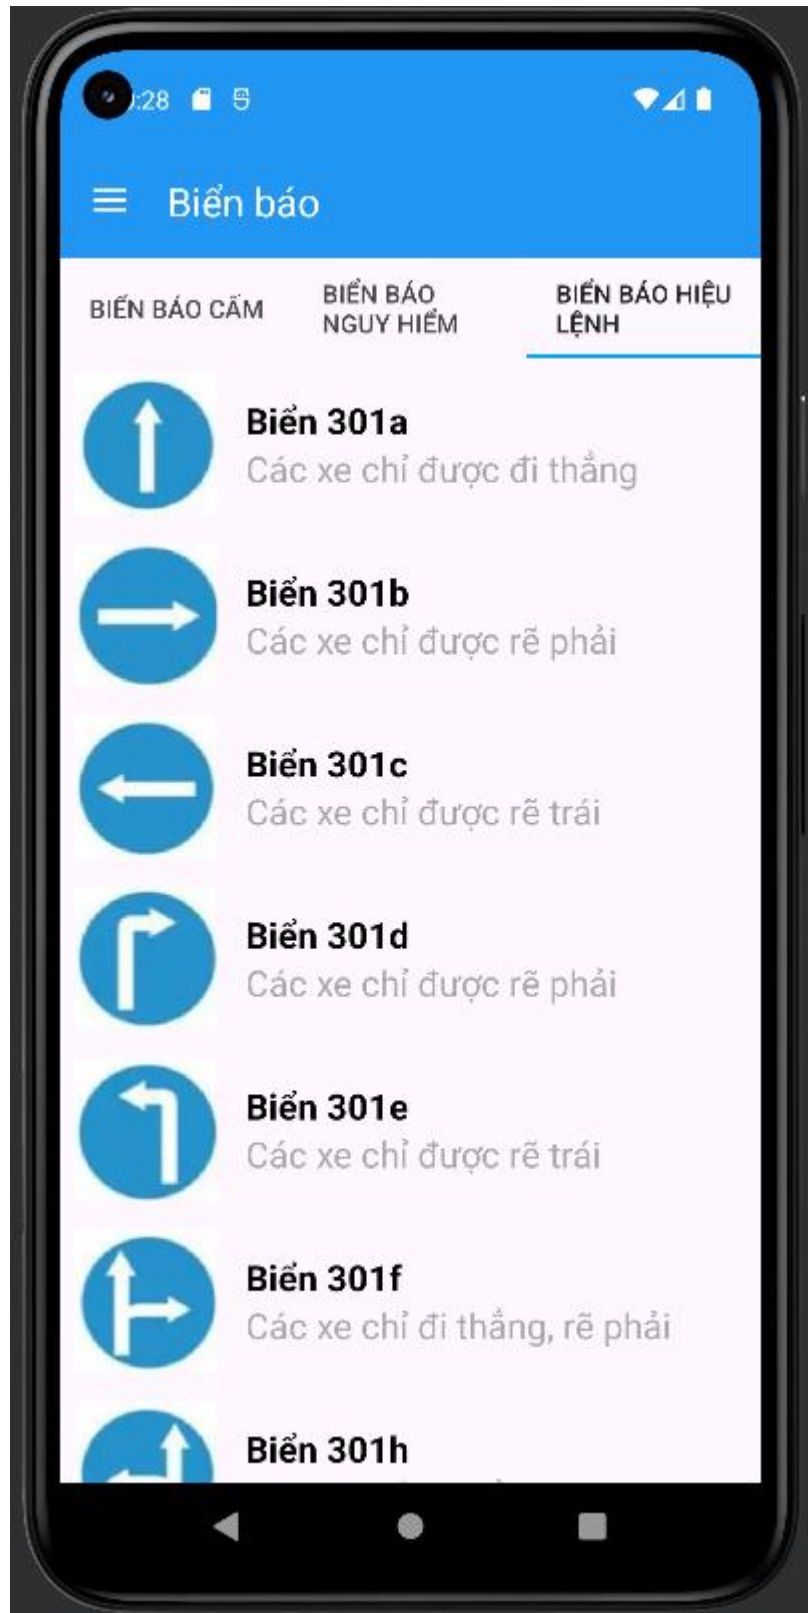 :28
Biển báo
BIỂN BÁO CẤM
BIỂN BÁO
NGUY HIỂM
BIỂN BÁO HIỆU
LỆNH
Biển 301a
Các xe chỉ được đi thẳng
Biển 301b
Các xe chỉ được rẽ phải
Biển 301c
Các xe chỉ được rẽ trái
Biển 301d
Các xe chỉ được rẽ phải
Biển 301e
Các xe chỉ được rẽ trái
Biển 301f
Các xe chỉ đi thẳng, rẽ phải
Biển 301h